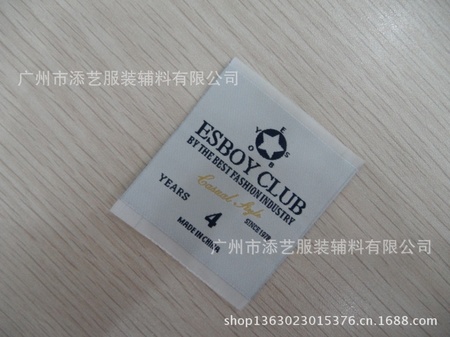 广州市添艺服装辅料有限公司
Y E S B O
ESBOY CLUB
BY THE BEST FASHION INDUSTRY
Casual Style
SINCE
YEARS
4
MADE IN CHINA
广州市添艺服装辅料有限公司
shop1363023015376.cn.1688.com